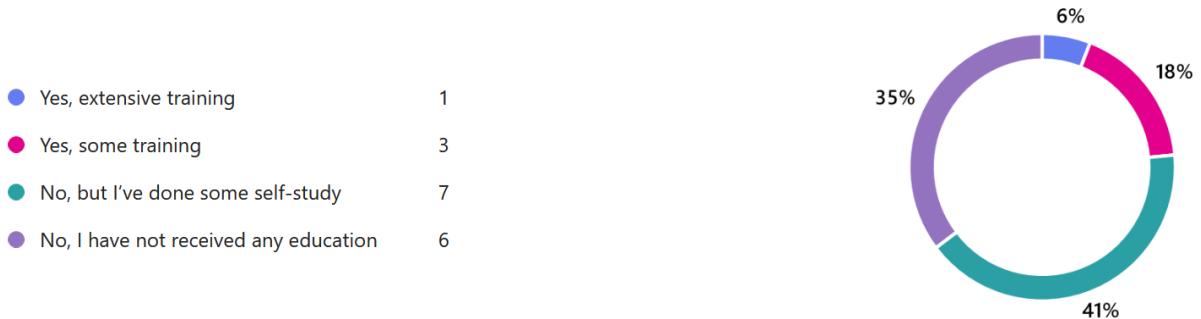 Yes, extensive training 1
Yes, some training 3
No, but I’ve done some self-study 7
No, I have not received any education 6
6%
18%
35%
41%